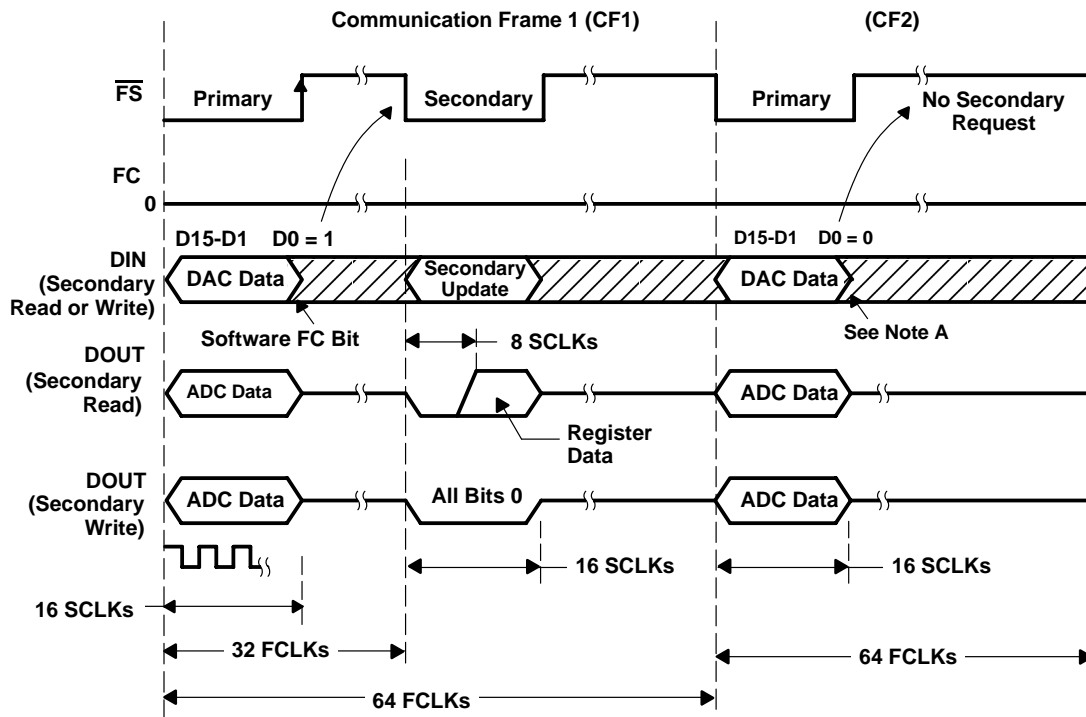 Communication Frame 1 (CF1)
(CF2)
FS
Primary
Secondary
Primary
No Secondary
Request
FC
0
D15-D1 D0 = 1
D15-D1 D0 = 0
DIN
(Secondary
Read or Write)
DAC Data
Secondary
Update
DAC Data
Software FC Bit
See Note A
8 SCLKs
DOUT
(Secondary
Read)
ADC Data
ADC Data
Register
Data
DOUT
(Secondary
Write)
ADC Data
All Bits 0
ADC Data
16 SCLKs
16 SCLKs
16 SCLKs
32 FCLKs
64 FCLKs
64 FCLKs